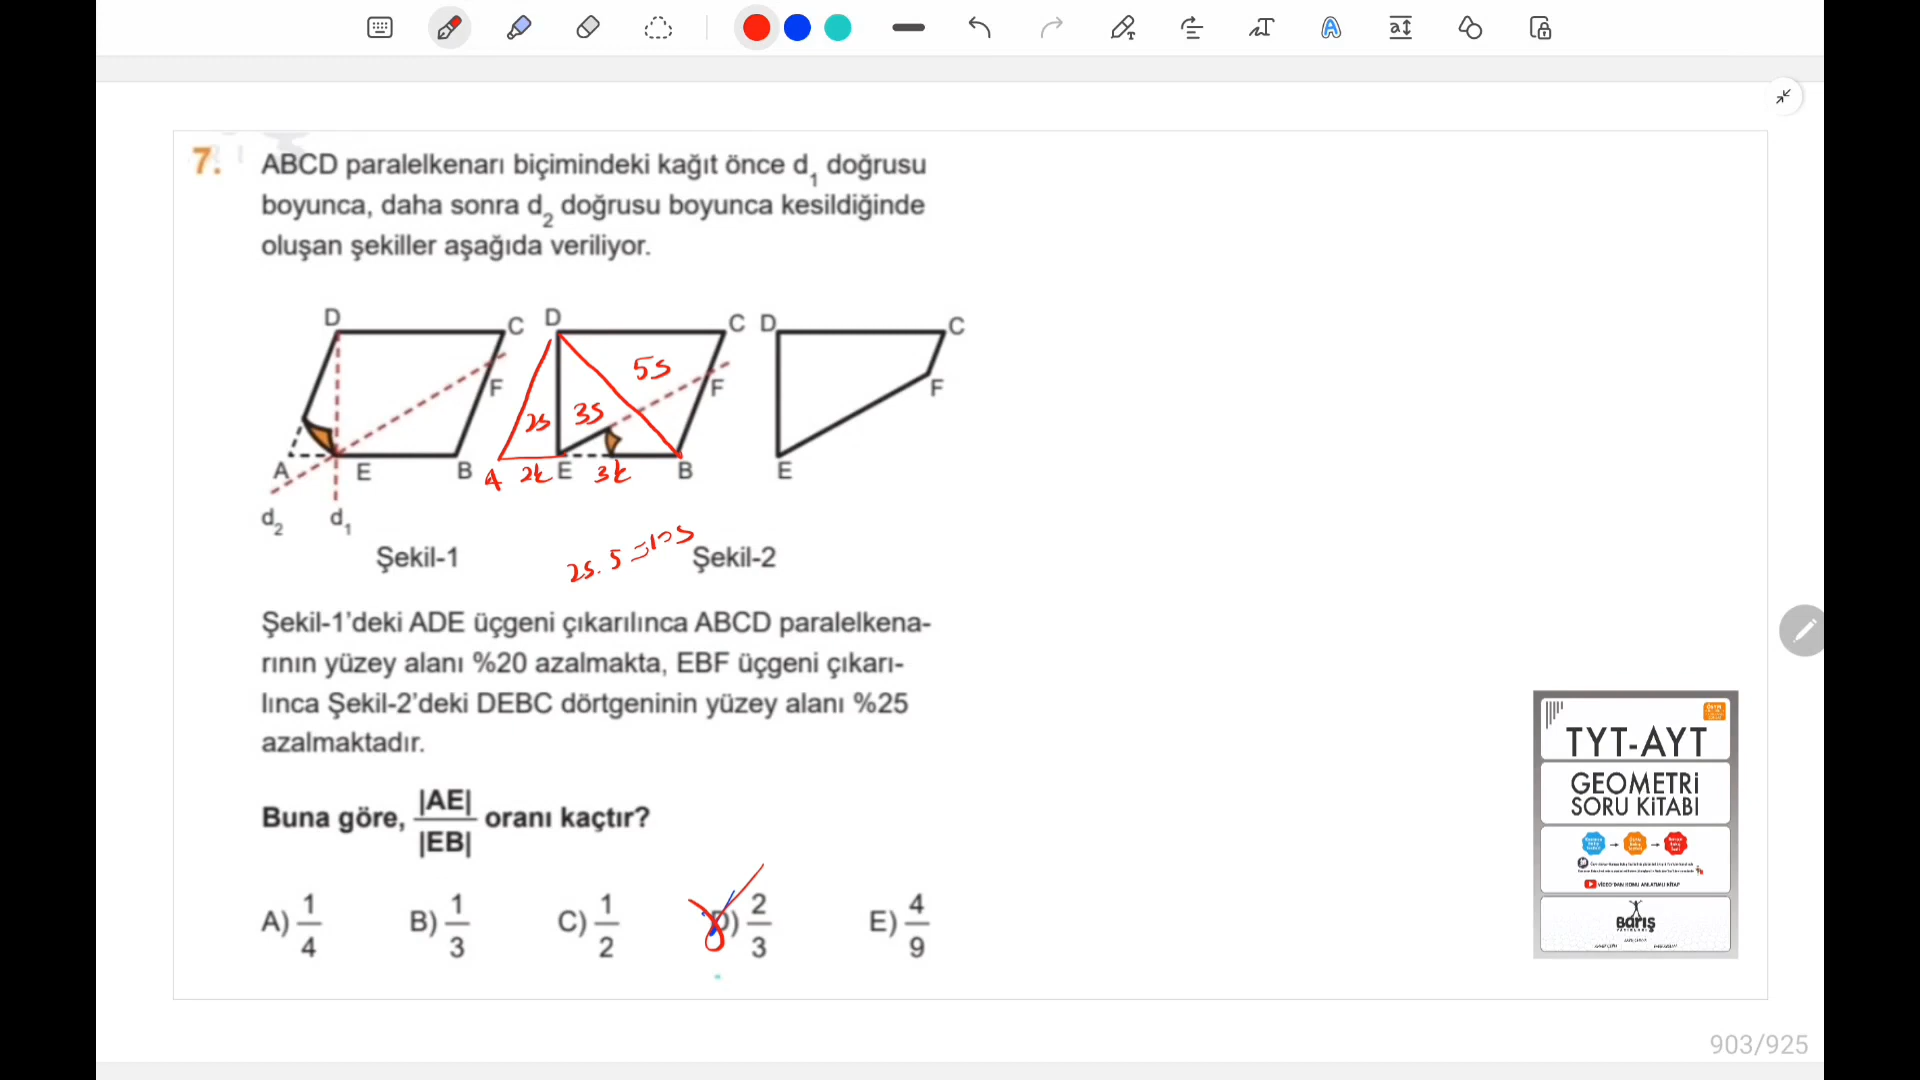 7. ABCD paralelkenarı biçimindeki kağıt önce d1 doğrusu
boyunca, daha sonra d2 doğrusu boyunca kesildiğinde
oluşan şekiller aşağıda veriliyor.
D C D C D C
5s
F F F
2s 3s
A E B A 2k E 3k B E
d2 d1
2s. 5 = 10s
Şekil-1 Şekil-2
Şekil-1'deki ADE üçgeni çıkarılınca ABCD paralelkena-
rının yüzey alanı %20 azalmakta, EBF üçgeni çıkarı-
lınca Şekil-2'deki DEBC dörtgeninin yüzey alanı %25
azalmaktadır.
Buna göre, |AE| / |EB| oranı kaçtır?
A) 1/4 B) 1/3 C) 1/2 D) 2/3 E) 4/9
TYT-AYT
GEOMETRİ
SORU KİTABI
BARIŞ
903/925